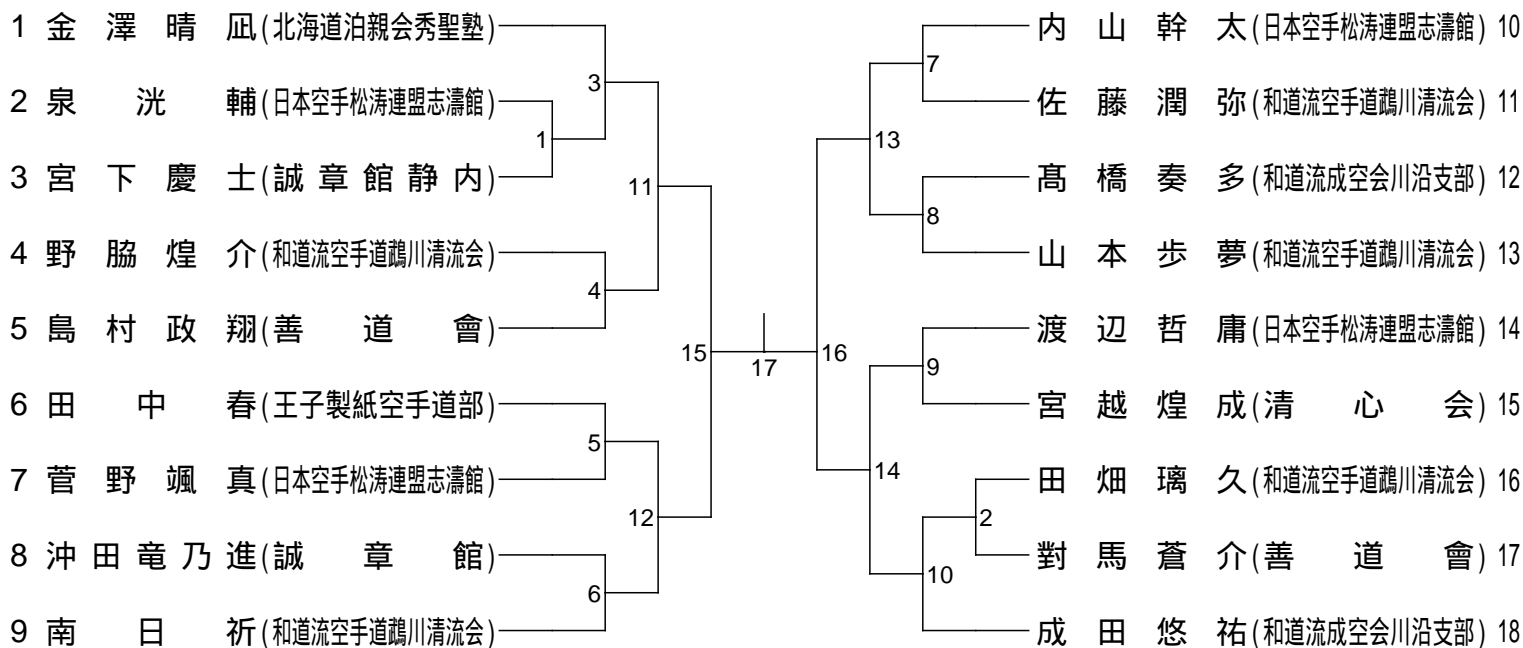 1 金澤晴凪(北海道泊親会秀聖塾)
2 泉洸輔(日本空手松涛連盟志濤館)
3 宮下慶士(誠章館静内)
4 野脇煌介(和道流空手道鵡川清流会)
5 島村政翔(善道會)
6 田中春(王子製紙空手道部)
7 菅野颯真(日本空手松涛連盟志濤館)
8 沖田竜乃進(誠章館)
9 南日祈(和道流空手道鵡川清流会)
3
1
11
4
15
5
12
6
17
内山幹太(日本空手松涛連盟志濤館) 10
佐藤潤弥(和道流空手道鵡川清流会) 11
髙橋奏多(和道流成空会川沿支部) 12
山本歩夢(和道流空手道鵡川清流会) 13
渡辺哲庸(日本空手松涛連盟志濤館) 14
宮越煌成(清心会) 15
田畑璃久(和道流空手道鵡川清流会) 16
對馬蒼介(善道會) 17
成田悠祐(和道流成空会川沿支部) 18
7
13
8
16
9
14
2
10